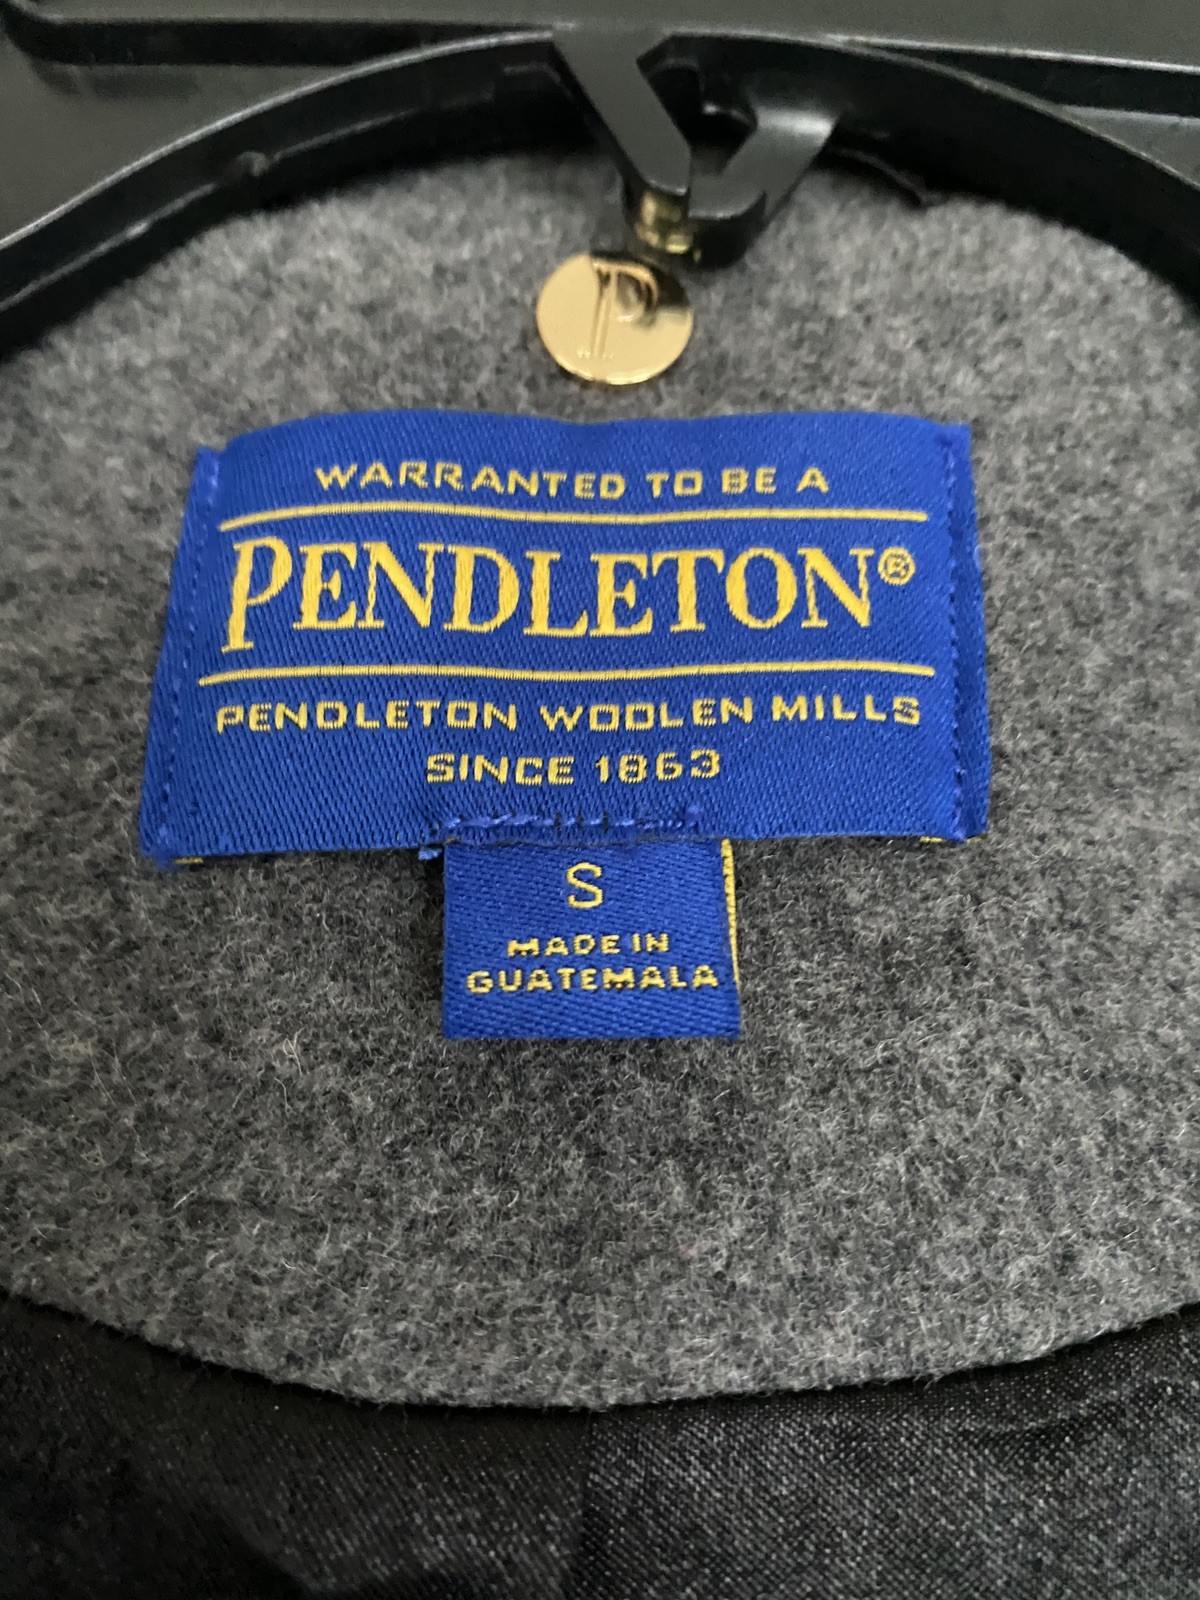 P
WARRANTED TO BE A
PENDLETON®
PENDLETON WOOLEN MILLS
SINCE 1863
S
MADE IN
GUATEMALA